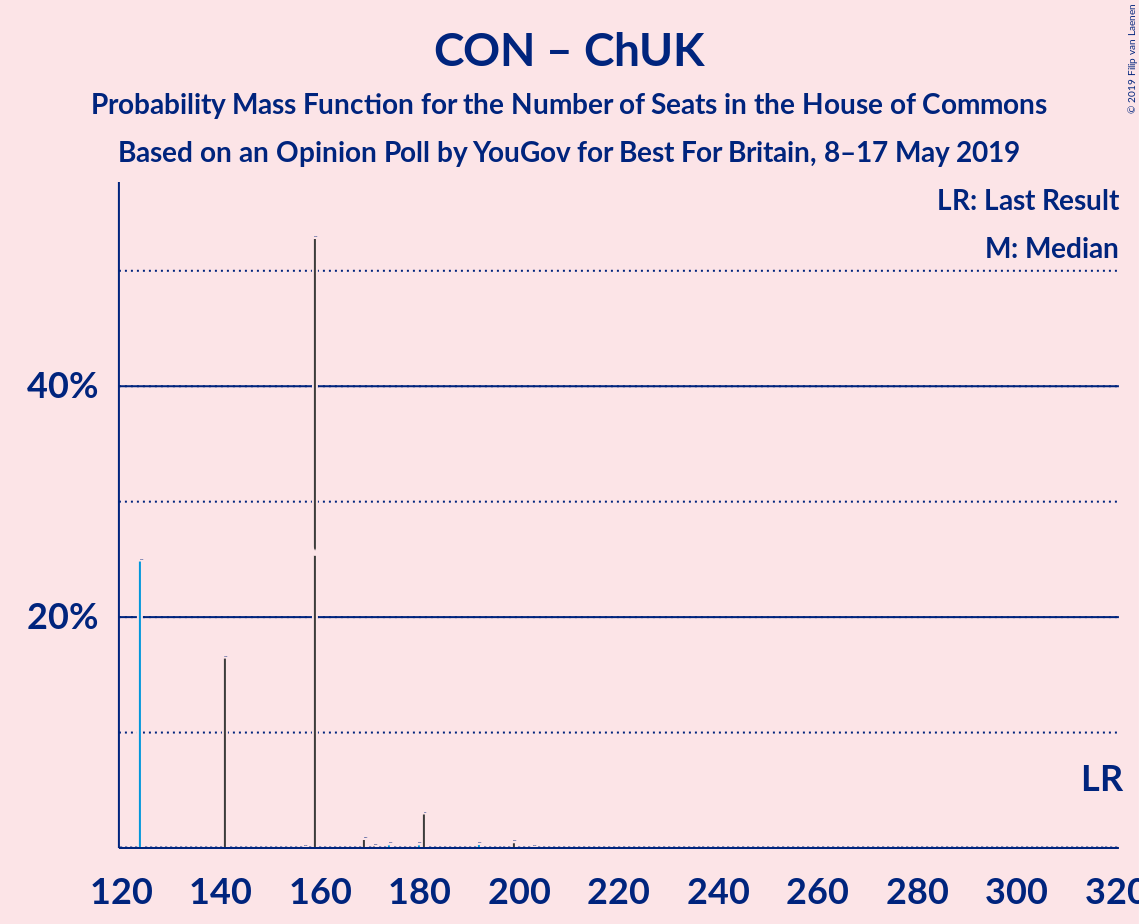 CON – ChUK
Probability Mass Function for the Number of Seats in the House of Commons
Based on an Opinion Poll by YouGov for Best For Britain, 8–17 May 2019
© 2019 Filip van Laenen
LR: Last Result
M: Median
40%
20%
LR
120 140 160 180 200 220 240 260 280 300 320